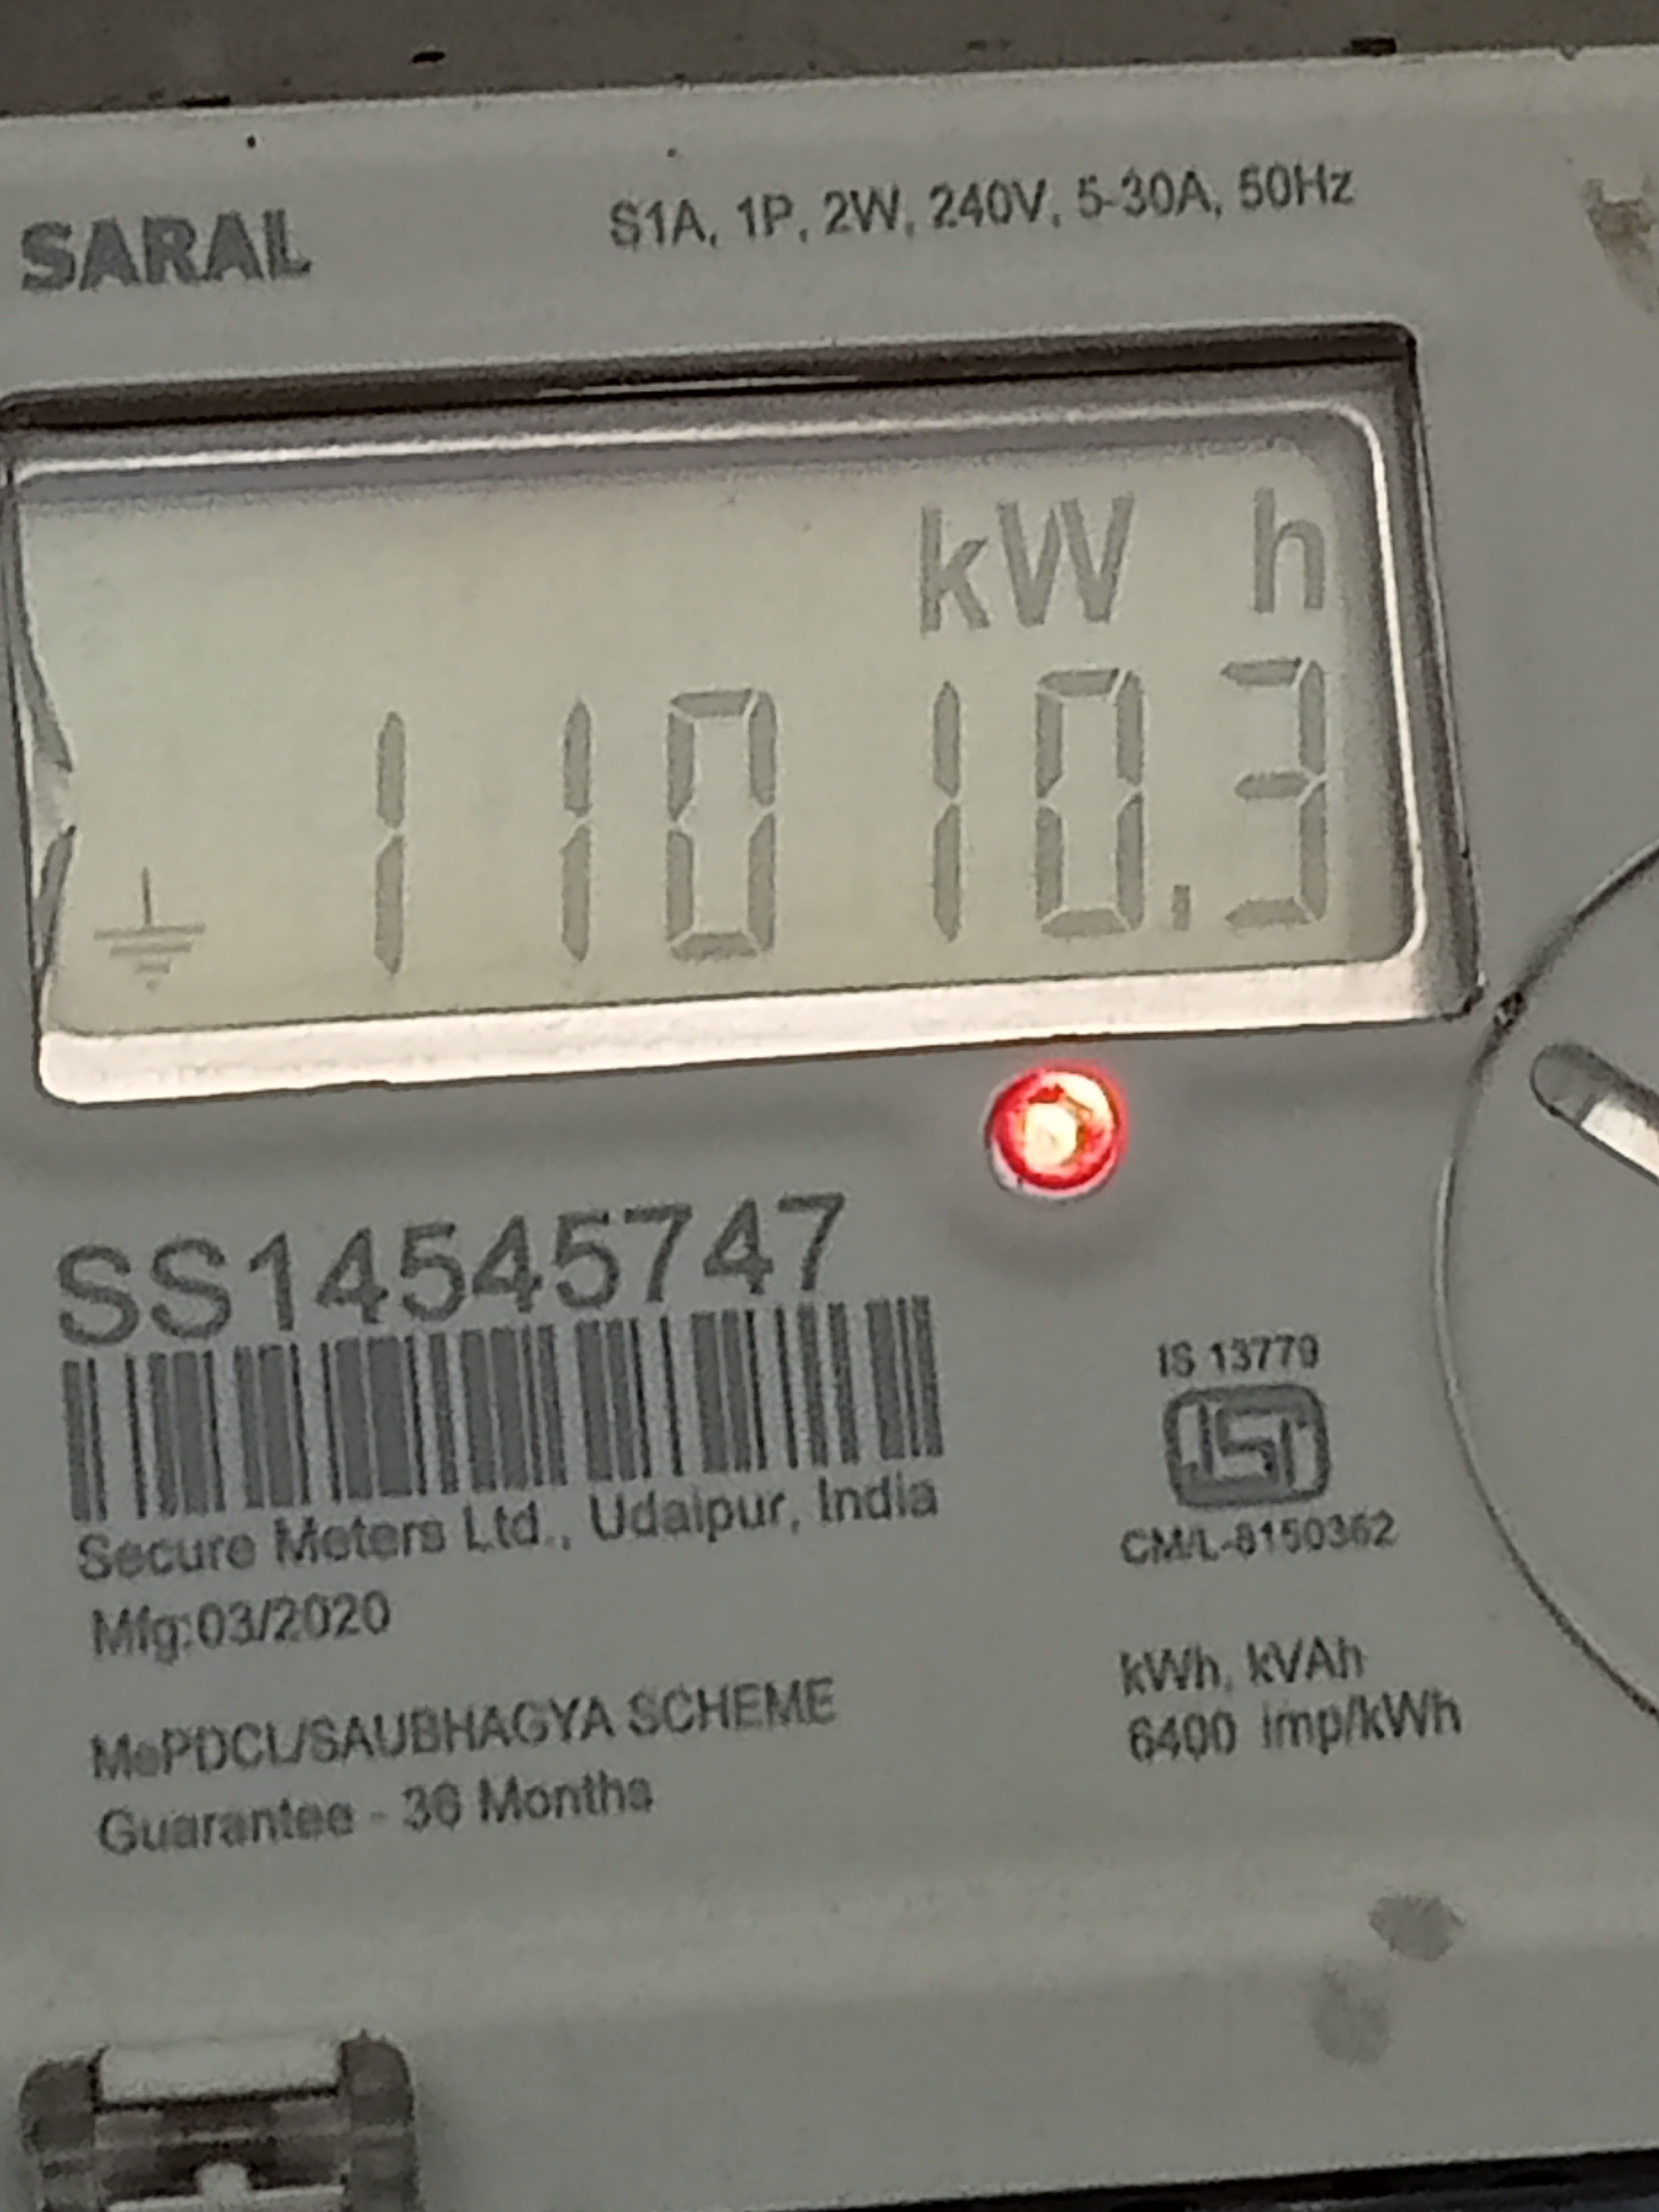 SARAL
S1A, 1P, 2W, 240V, 5-30A, 50Hz
kW h
11010.3
SS14545747
Secure Meters Ltd., Udaipur, India
Mfg:03/2020
MePDCL/SAUBHAGYA SCHEME
Guarantee - 36 Months
IS 13779
ISI
CM/L-8150362
kWh, kVAh
6400 imp/kWh